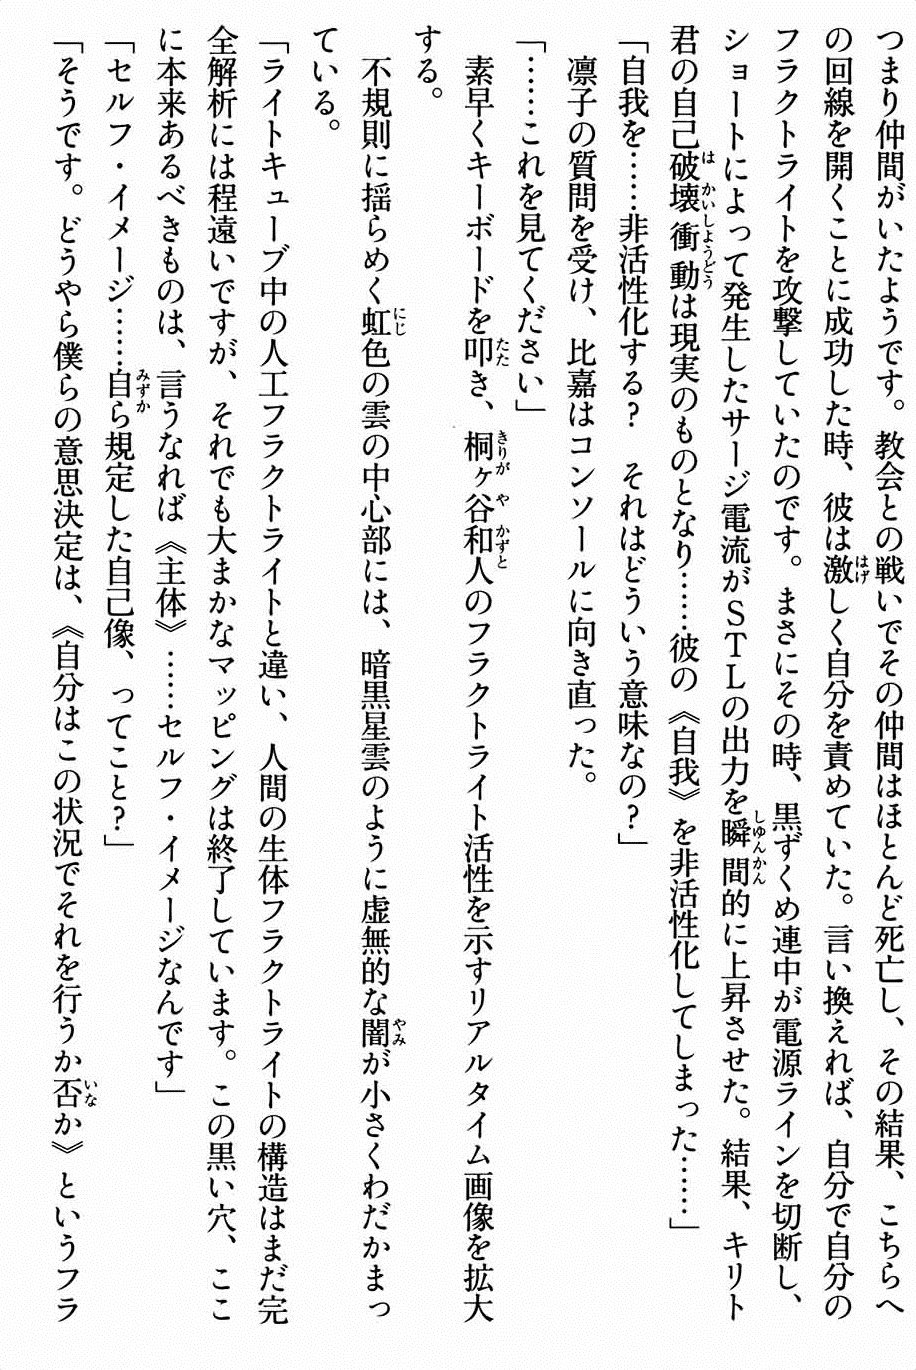 つまり仲間がいたようです。教会との戦いでその仲間はほとんど死亡し、その結果、こちらへ
の回線を開くことに成功した時、彼は激しく自分を責めていた。言い換えれば、自分で自分の
フラクトライトを攻撃していたのです。まさにその時、黒ずくめ連中が電源ラインを切断し、
ショートによって発生したサージ電流がＳＴＬの出力を瞬間的に上昇させた。結果、キリト
君の自己破壊衝動は現実のものとなり……彼の《自我》を非活性化してしまった……」
「自我を……非活性化する？　それはどういう意味なの？」
凛子の質問を受け、比嘉はコンソールに向き直った。
「……これを見てください」
素早くキーボードを叩き、桐ヶ谷和人のフラクトライト活性を示すリアルタイム画像を拡大
する。
不規則に揺らめく虹色の雲の中心部には、暗黒星雲のように虚無的な闇が小さくわだかまっ
ている。
「ライトキューブ中の人工フラクトライトと違い、人間の生体フラクトライトの構造はまだ完
全解析には程遠いですが、それでも大まかなマッピングは終了しています。この黒い穴、ここ
に本来あるべきものは、言うなれば《主体》……セルフ・イメージなんです」
「セルフ・イメージ……自ら規定した自己像、ってこと？」
「そうです。どうやら僕らの意思決定は、《自分はこの状況でそれを行うか否か》というフラ